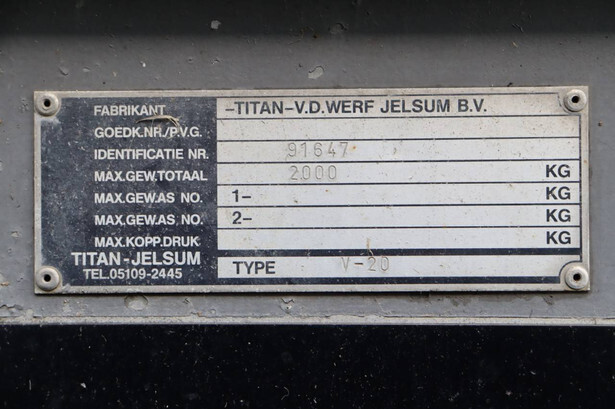 FABRIKANT -TITAN-V.D.WERF JELSUM B.V.
GOEDK.NR./P.V.G.
IDENTIFICATIE NR. 91647
MAX.GEW.TOTAAL 2000 KG
MAX.GEW.AS NO. 1- KG
MAX.GEW.AS NO. 2- KG
MAX.KOPP.DRUK KG
TITAN-JELSUM TYPE V-20
TEL.05109-2445